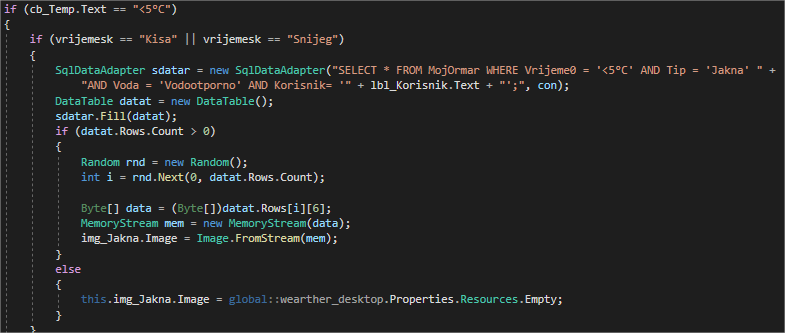 if (cb_Temp.Text == "<5°C")
{
if (vrijemesk == "Kisa" || vrijemesk == "Snijeg")
{
SqlDataAdapter sdatar = new SqlDataAdapter("SELECT * FROM MojOrmar WHERE Vrijeme0 = '<5°C' AND Tip = 'Jakna' " +
"AND Voda = 'Vodootporno' AND Korisnik= '" + lbl_Korisnik.Text + "';", con);
DataTable datat = new DataTable();
sdatar.Fill(datat);
if (datat.Rows.Count > 0)
{
Random rnd = new Random();
int i = rnd.Next(0, datat.Rows.Count);
Byte[] data = (Byte[])datat.Rows[i][6];
MemoryStream mem = new MemoryStream(data);
img_Jakna.Image = Image.FromStream(mem);
}
else
{
this.img_Jakna.Image = global::wearther_desktop.Properties.Resources.Empty;
}
}